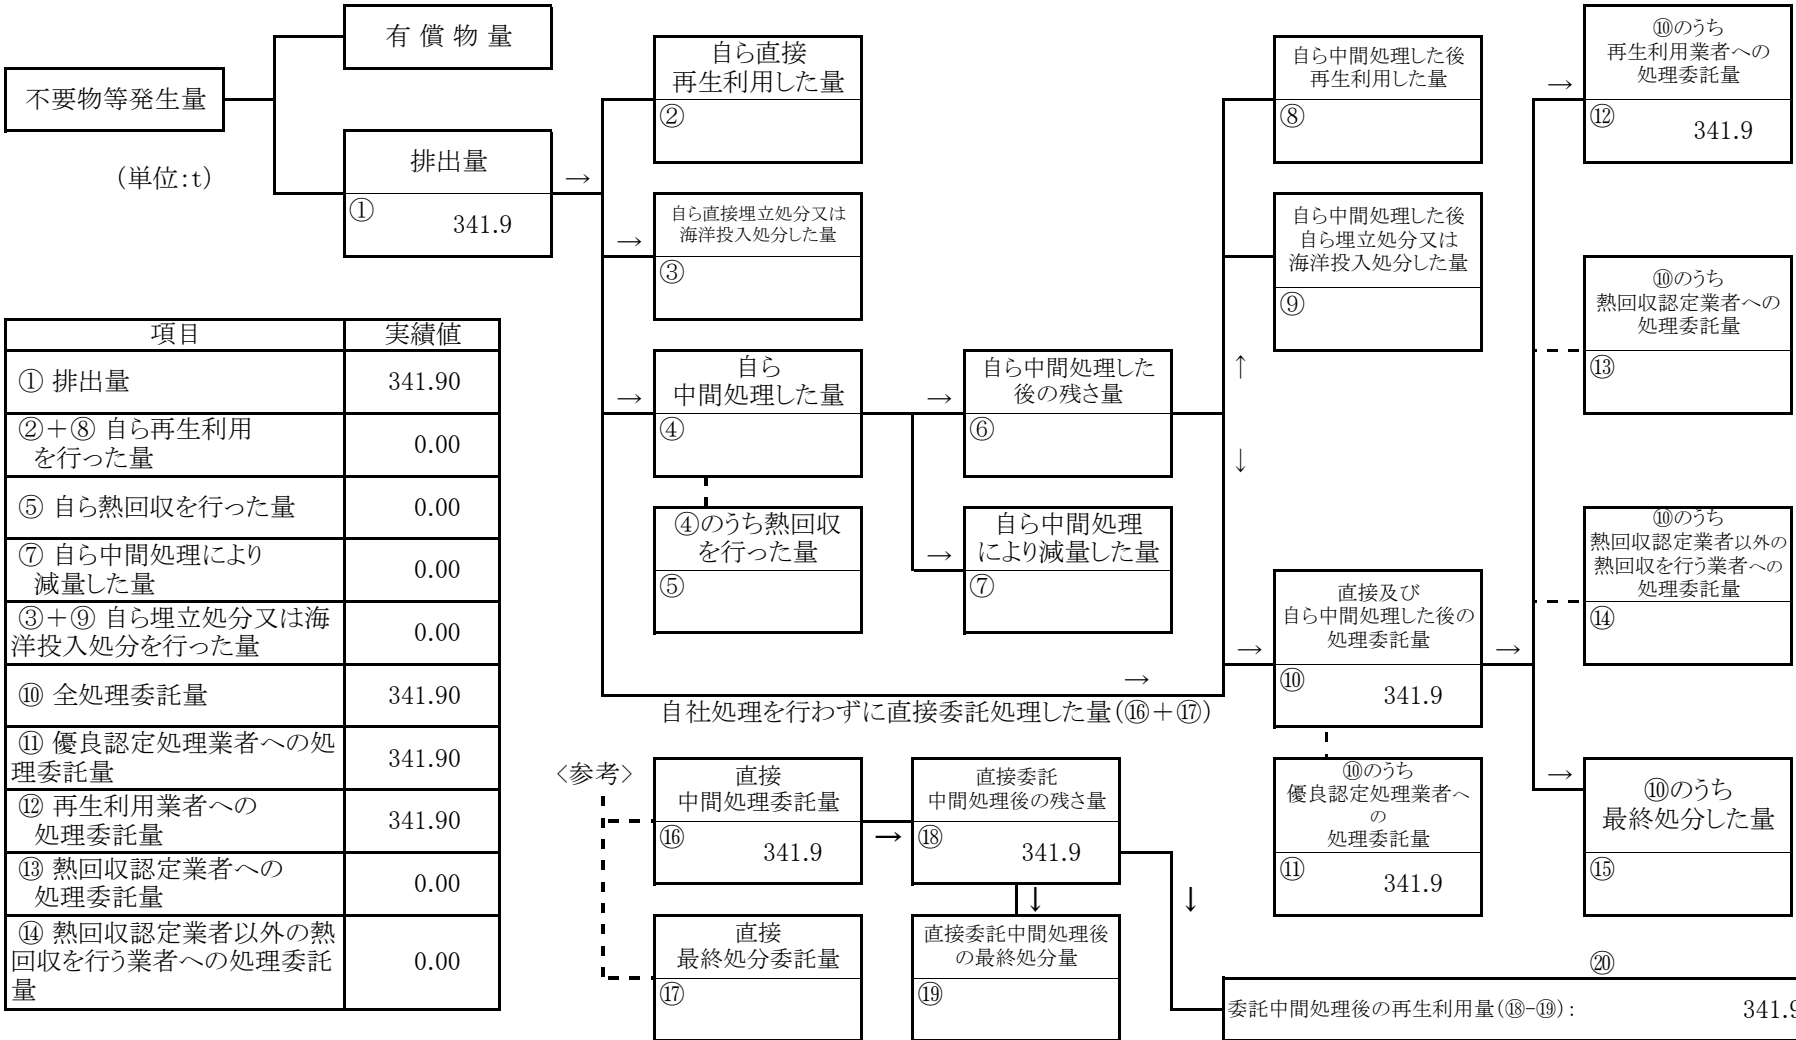 有 償 物 量
不要物等発生量
(単位:t)
排出量
①
341.9
→
自ら直接
再生利用した量
②
→
自ら直接埋立処分又は
海洋投入処分した量
③
→
自ら
中間処理した量
④
④のうち熱回収
を行った量
⑤
→
自ら中間処理した
後の残さ量
⑥
→
自ら中間処理
により減量した量
⑦
自ら中間処理した後
再生利用した量
⑧
自ら中間処理した後
自ら埋立処分又は
海洋投入処分した量
⑨
↑
↓
→
直接及び
自ら中間処理した後の
処理委託量
⑩
341.9
→
自社処理を行わずに直接委託処理した量(⑯+⑰)
⑩のうち
優良認定処理業者へ
の
処理委託量
⑪
341.9
→
→
⑩のうち
再生利用業者への
処理委託量
⑫
341.9
⑩のうち
熱回収認定業者への
処理委託量
⑬
⑩のうち
熱回収認定業者以外の
熱回収を行う業者への
処理委託量
⑭
→
⑩のうち
最終処分した量
⑮
項目 実績値
① 排出量 341.90
②+⑧ 自ら再生利用
を行った量 0.00
⑤ 自ら熱回収を行った量 0.00
⑦ 自ら中間処理により
減量した量 0.00
③+⑨ 自ら埋立処分又は海
洋投入処分を行った量 0.00
⑩ 全処理委託量 341.90
⑪ 優良認定処理業者への処
理委託量 341.90
⑫ 再生利用業者への
処理委託量 341.90
⑬ 熱回収認定業者への
処理委託量 0.00
⑭ 熱回収認定業者以外の熱
回収を行う業者への処理委託
量 0.00
〈参考〉
直接
中間処理委託量
⑯
341.9
→
直接委託
中間処理後の残さ量
⑱
341.9
↓
↓
直接
最終処分委託量
⑰
直接委託中間処理後
の最終処分量
⑲
⑳
委託中間処理後の再生利用量(⑱-⑲): 341.9